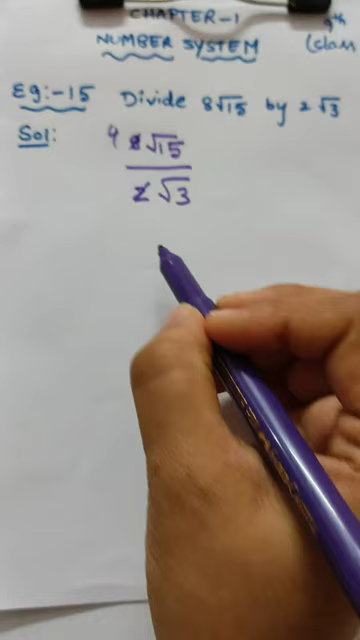 CHAPTER-1
9th
NUMBER SYSTEM (class
Eg:-15 Divide 8√15 by 2√3
Sol: 4 8√15
2√3